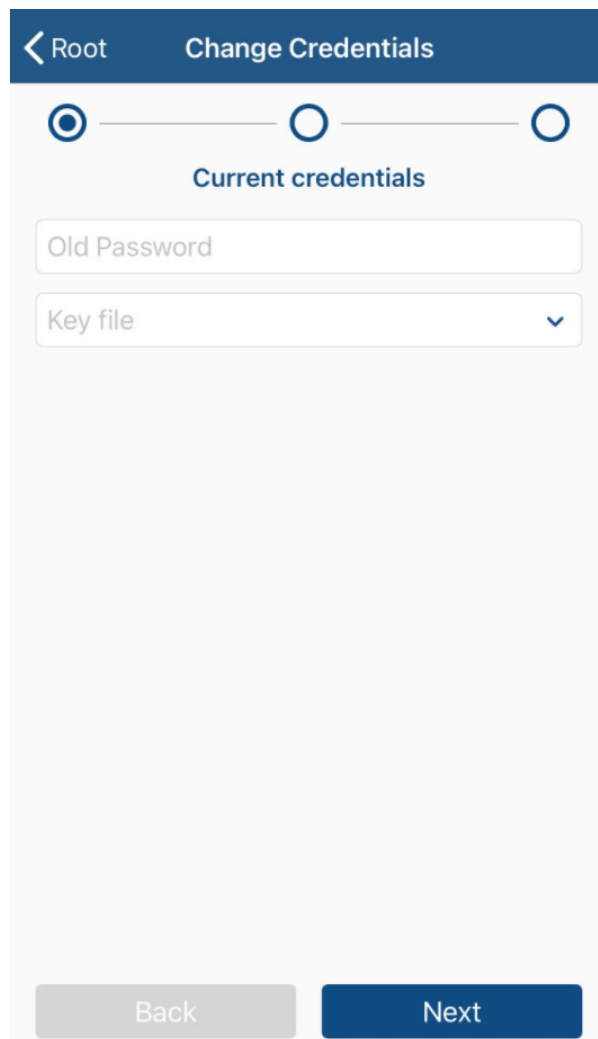 Root Change Credentials
Current credentials
Old Password
Key file
Back Next